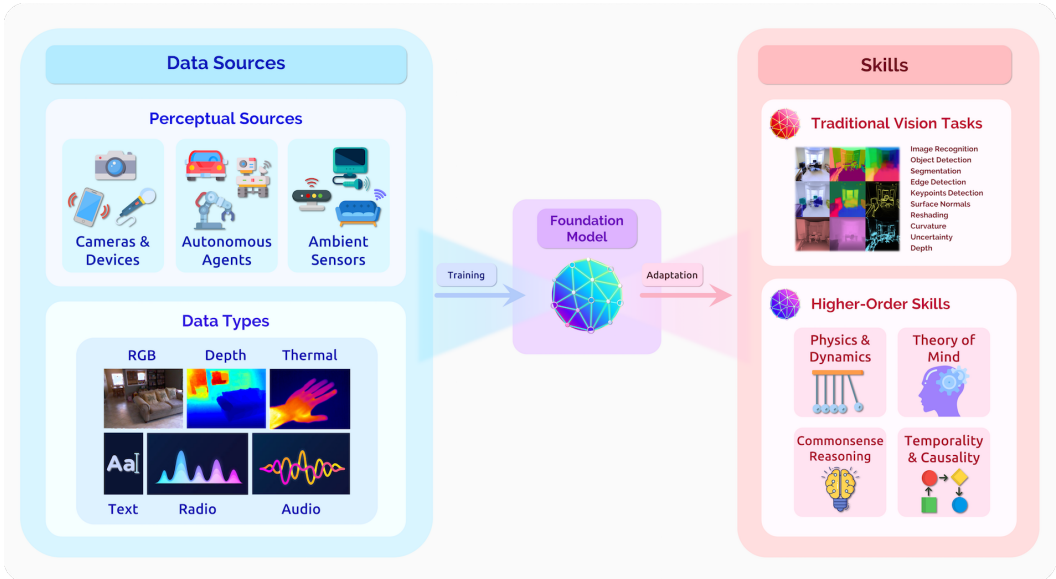 Data Sources
Perceptual Sources
Cameras &
Devices
Autonomous
Agents
Ambient
Sensors
Data Types
RGB
Depth
Thermal
Aa
Text
Radio
Audio
Training
Foundation
Model
Adaptation
Skills
Traditional Vision Tasks
Image Recognition
Object Detection
Segmentation
Edge Detection
Keypoints Detection
Surface Normals
Reshading
Curvature
Uncertainty
Depth
Higher-Order Skills
Physics &
Dynamics
Theory of
Mind
Commonsense
Reasoning
Temporality
& Causality